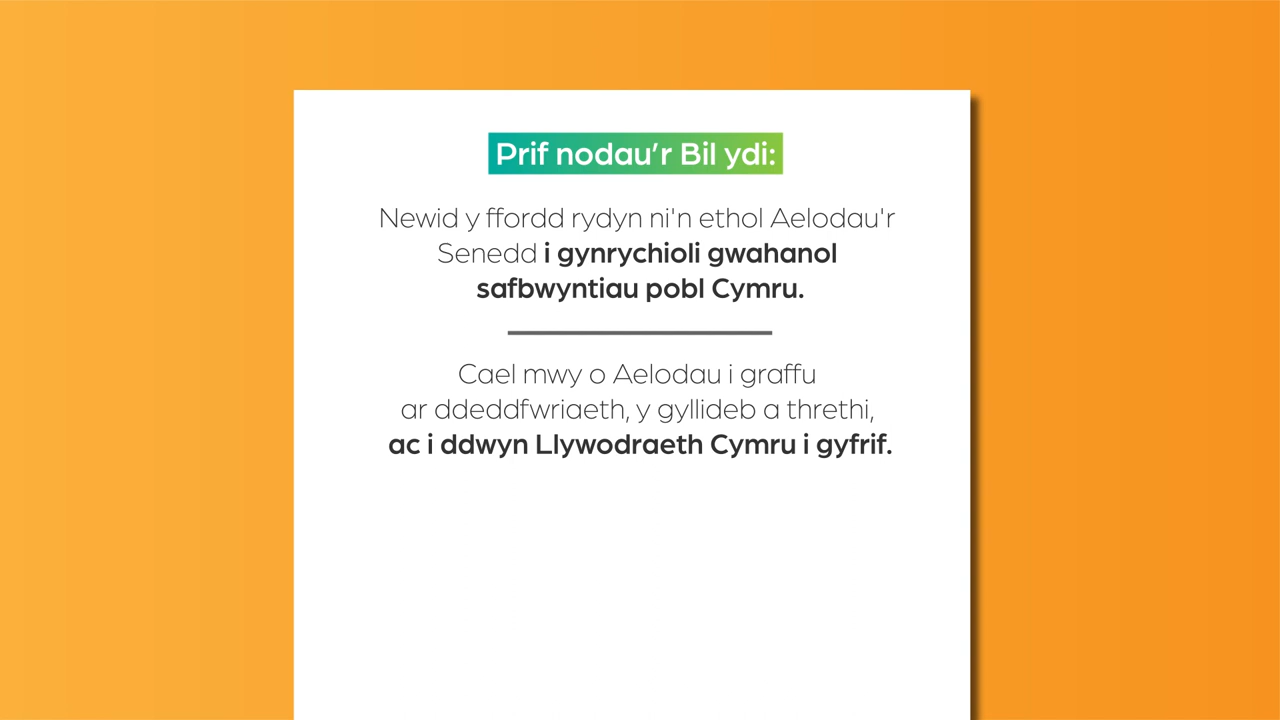 Prif nodau’r Bil ydi:
Newid y ffordd rydyn ni'n ethol Aelodau'r
Senedd i gynrychioli gwahanol
safbwyntiau pobl Cymru.
Cael mwy o Aelodau i graffu
ar ddeddfwriaeth, y gyllideb a threthi,
ac i ddwyn Llywodraeth Cymru i gyfrif.